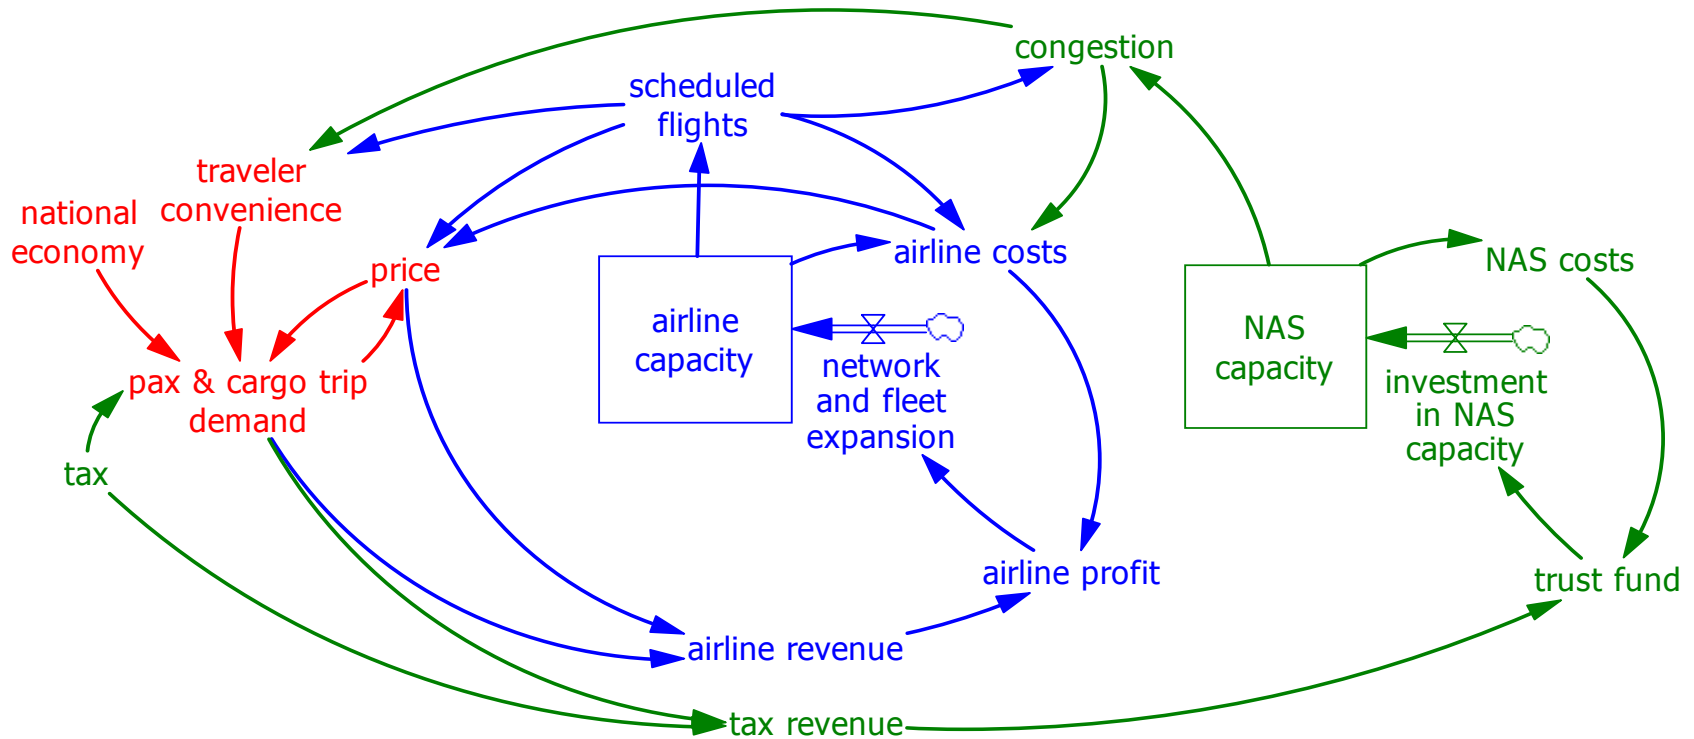 congestion
scheduled
flights
traveler
convenience
national
economy
price
airline costs
NAS costs
airline
capacity
NAS
capacity
network
and fleet
expansion
investment
in NAS
capacity
pax & cargo trip
demand
tax
airline profit
trust fund
airline revenue
tax revenue